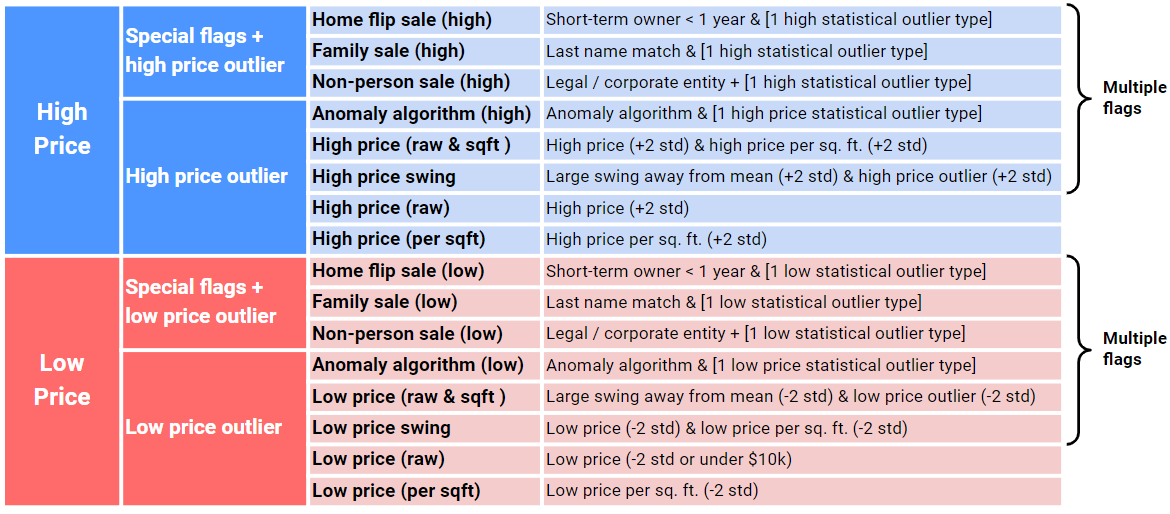 High
Price
Special flags +
high price outlier
Home flip sale (high)
Short-term owner < 1 year & [1 high statistical outlier type]
Family sale (high)
Last name match & [1 high statistical outlier type]
Non-person sale (high)
Legal / corporate entity + [1 high statistical outlier type]
High price outlier
Anomaly algorithm (high)
Anomaly algorithm & [1 high price statistical outlier type]
High price (raw & sqft )
High price (+2 std) & high price per sq. ft. (+2 std)
High price swing
Large swing away from mean (+2 std) & high price outlier (+2 std)
High price (raw)
High price (+2 std)
High price (per sqft)
High price per sq. ft. (+2 std)
Multiple
flags
Low
Price
Special flags +
low price outlier
Home flip sale (low)
Short-term owner < 1 year & [1 low statistical outlier type]
Family sale (low)
Last name match & [1 low statistical outlier type]
Non-person sale (low)
Legal / corporate entity + [1 low statistical outlier type]
Low price outlier
Anomaly algorithm (low)
Anomaly algorithm & [1 low price statistical outlier type]
Low price (raw & sqft )
Large swing away from mean (-2 std) & low price outlier (-2 std)
Low price swing
Low price (-2 std) & low price per sq. ft. (-2 std)
Low price (raw)
Low price (-2 std or under $10k)
Low price (per sqft)
Low price per sq. ft. (-2 std)
Multiple
flags